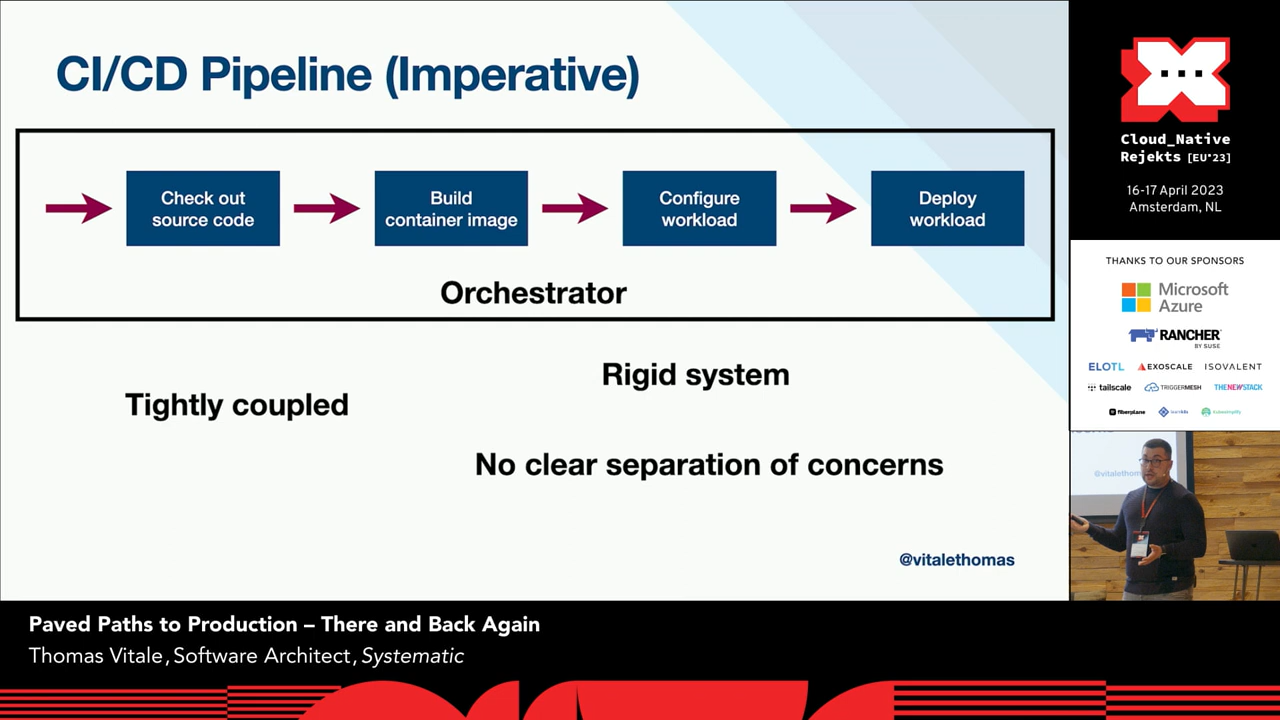 CI/CD Pipeline (Imperative)
Check out
source code
Build
container image
Configure
workload
Deploy
workload
Orchestrator
Rigid system
Tightly coupled
No clear separation of concerns
@vitalethomas
Cloud_Native
Rejekts [EU'23]
16-17 April 2023
Amsterdam, NL
THANKS TO OUR SPONSORS
Microsoft
Azure
RANCHER
BY SUSE
ELOTL
EXOSCALE
ISOVALENT
tailscale
TRIGGERMESH
THENEWSTACK
fiberplane
@vitalethom
Paved Paths to Production – There and Back Again
Thomas Vitale, Software Architect, Systematic